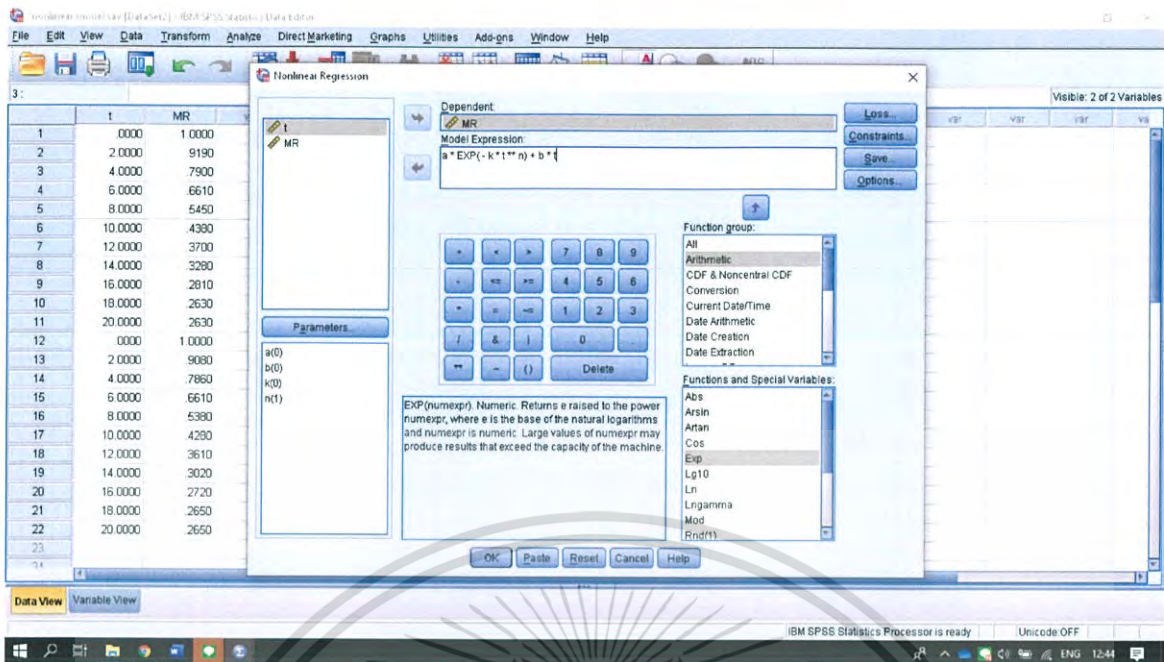 nonlinear model.sav [DataSet2] - IBM SPSS Statistics Data Editor
File Edit View Data Transform Analyze Direct Marketing Graphs Utilities Add-ons Window Help
3 :
Visible: 2 of 2 Variables
t MR
var var var va
1 .0000 1.0000
2 2.0000 .9190
3 4.0000 .7900
4 6.0000 .6610
5 8.0000 .5450
6 10.0000 .4380
7 12.0000 .3700
8 14.0000 .3280
9 16.0000 .2810
10 18.0000 .2630
11 20.0000 .2630
12 .0000 1.0000
13 2.0000 .9080
14 4.0000 .7860
15 6.0000 .6610
16 8.0000 .5380
17 10.0000 .4280
18 12.0000 .3610
19 14.0000 .3020
20 16.0000 .2720
21 18.0000 .2650
22 20.0000 .2650
23
Nonlinear Regression
t
MR
Dependent:
MR
Model Expression:
a * EXP( - k * t ** n) + b * t
Loss...
Constraints...
Save...
Options...
Parameters...
a(0)
b(0)
k(0)
n(1)
+ < > 7 8 9
- <= >= 4 5 6
* = ~= 1 2 3
/ & | 0 .
** ~ () Delete
Function group:
All
Arithmetic
CDF & Noncentral CDF
Conversion
Current Date/Time
Date Arithmetic
Date Creation
Date Extraction
Functions and Special Variables:
Abs
Arsin
Artan
Cos
Exp
Lg10
Ln
Lngamma
Mod
Rnd(1)
EXP(numexpr). Numeric. Returns e raised to the power
numexpr, where e is the base of the natural logarithms
and numexpr is numeric. Large values of numexpr may
produce results that exceed the capacity of the machine.
OK Paste Reset Cancel Help
Data View Variable View
IBM SPSS Statistics Processor is ready Unicode:OFF
ENG 12:44